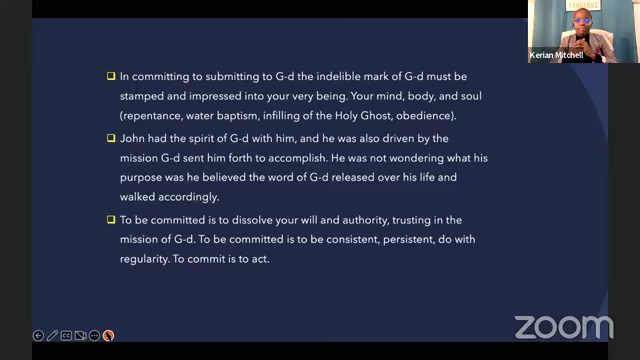 FABULOUS
Kerian Mitchell
In committing to submitting to G-d the indelible mark of G-d must be
stamped and impressed into your very being. Your mind, body, and soul
(repentance, water baptism, infilling of the Holy Ghost, obedience).
John had the spirit of G-d with him, and he was also driven by the
mission G-d sent him forth to accomplish. He was not wondering what his
purpose was he believed the word of G-d released over his life and
walked accordingly.
To be committed is to dissolve your will and authority, trusting in the
mission of G-d. To be committed is to be consistent, persistent, do with
regularity. To commit is to act.
CC
zoom